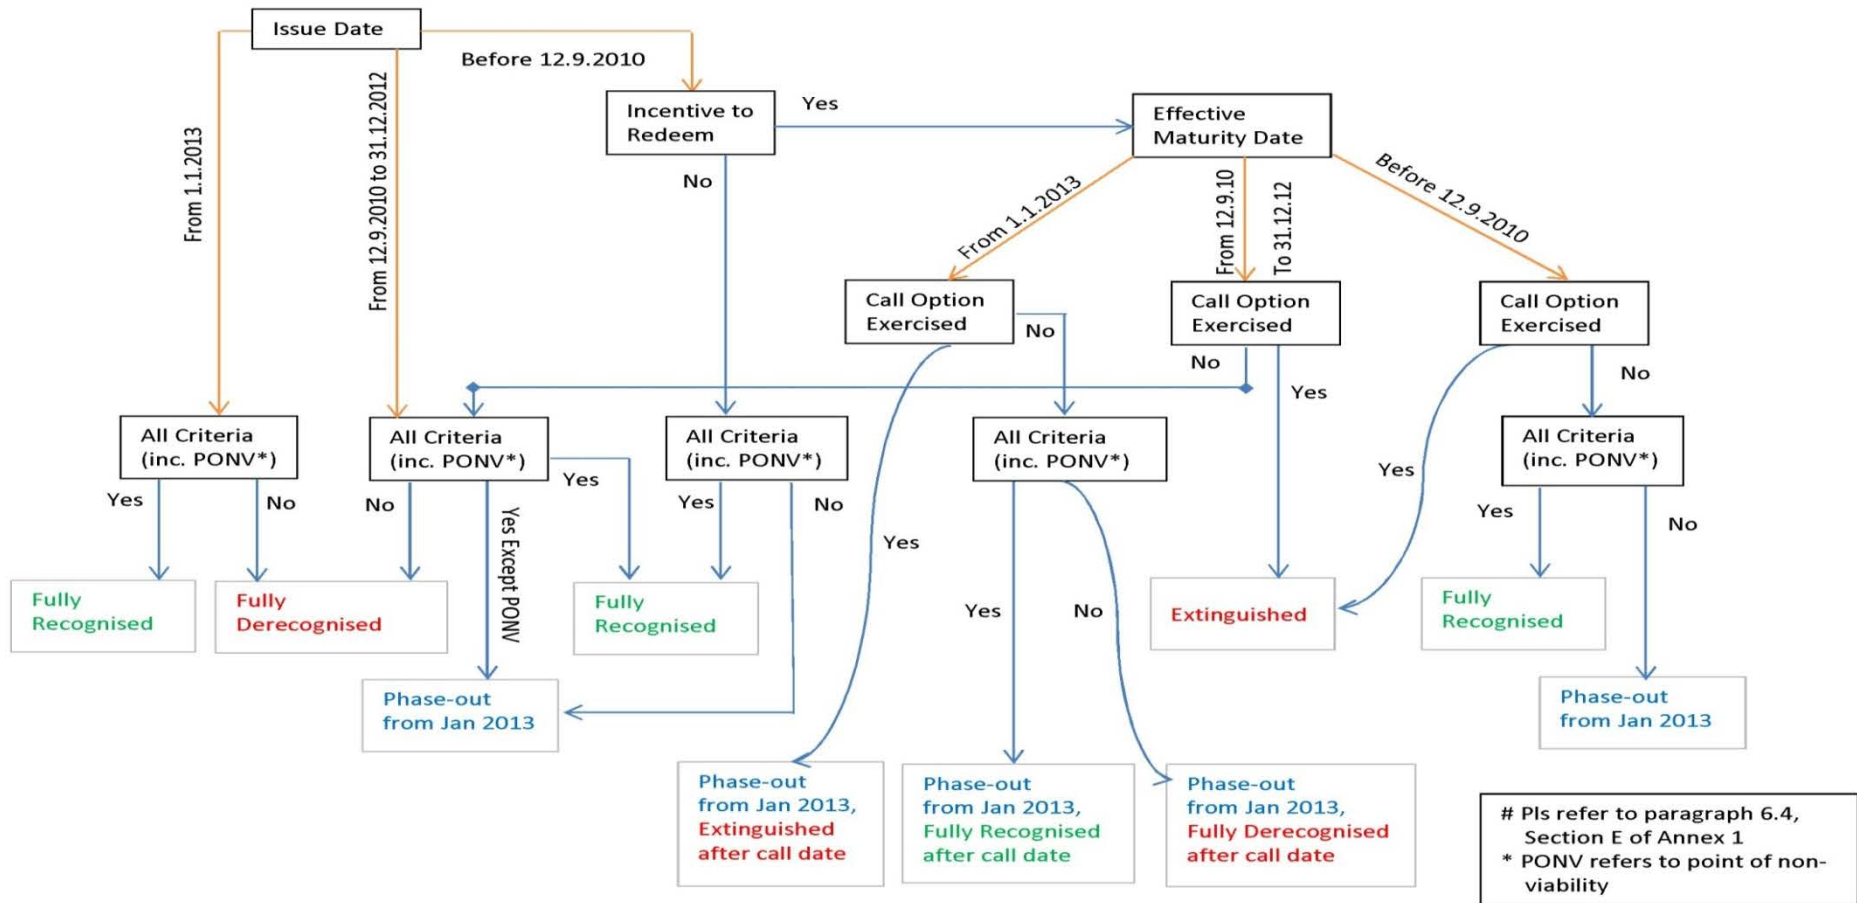 Issue Date
Before 12.9.2010
From 1.1.2013
From 12.9.2010 to 31.12.2012
Incentive to
Redeem
Yes
No
Effective
Maturity Date
From 1.1.2013
From 12.9.10
To 31.12.12
Before 12.9.2010
Call Option
Exercised
No
Yes
Call Option
Exercised
No
Yes
Call Option
Exercised
No
Yes
All Criteria
(inc. PONV*)
Yes
No
All Criteria
(inc. PONV*)
No
Yes Except PONV
Yes
All Criteria
(inc. PONV*)
Yes
No
All Criteria
(inc. PONV*)
Yes
No
All Criteria
(inc. PONV*)
Yes
No
Fully
Recognised
Fully
Derecognised
Fully
Recognised
Extinguished
Fully
Recognised
Phase-out
from Jan 2013
Phase-out
from Jan 2013
Phase-out
from Jan 2013,
Extinguished
after call date
Phase-out
from Jan 2013,
Fully Recognised
after call date
Phase-out
from Jan 2013,
Fully Derecognised
after call date
# Pls refer to paragraph 6.4,
Section E of Annex 1
* PONV refers to point of non-
viability